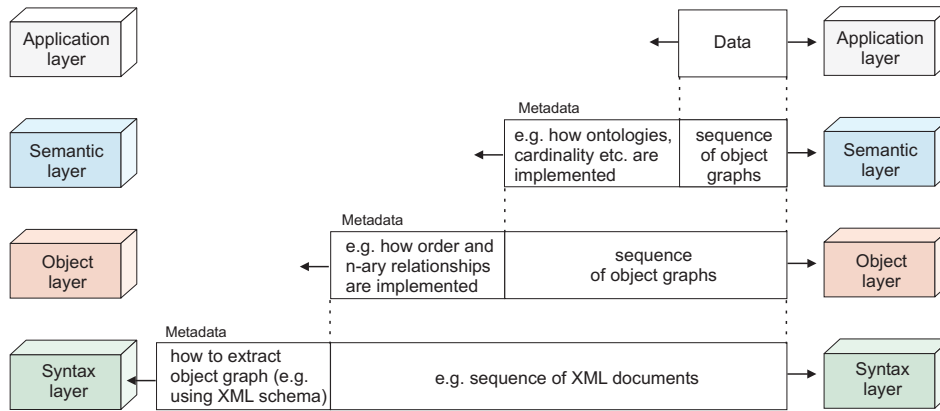 Application
layer
Data
Application
layer
Metadata
Semantic
layer
e.g. how ontologies,
cardinality etc. are
implemented
sequence
of object
graphs
Semantic
layer
Metadata
Object
layer
e.g. how order and
n-ary relationships
are implemented
sequence
of object graphs
Object
layer
Metadata
Syntax
layer
how to extract
object graph (e.g.
using XML schema)
e.g. sequence of XML documents
Syntax
layer